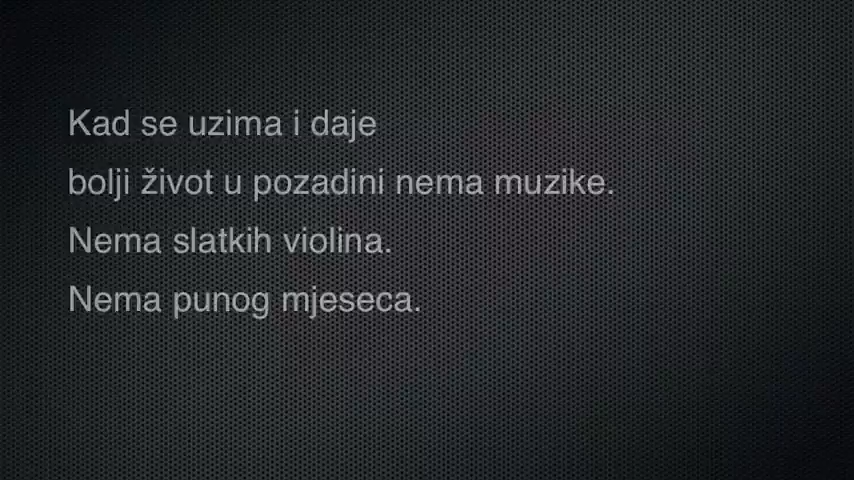 Kad se uzima i daje
bolji život u pozadini nema muzike.
Nema slatkih violina.
Nema punog mjeseca.